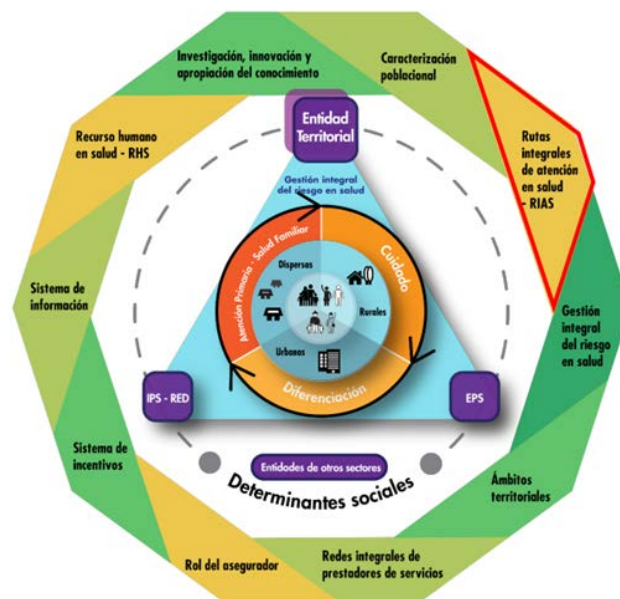 Investigación, innovación y
apropiación del conocimiento
Caracterización
poblacional
Rutas
integrales
de atención
en salud
- RIAS
Gestión
integral
del riesgo
en salud
Ámbitos
territoriales
Redes integrales de
prestadores de servicios
Rol del asegurador
Sistema de
incentivos
Sistema de
información
Recurso humano
en salud - RHS
Entidad
Territorial
Gestión integral
del riesgo en salud
Atención Primaria - Salud Familiar
Cuidado
Diferenciación
Dispersos
Rurales
Urbanos
IPS - RED
EPS
Entidades de otros sectores
Determinantes sociales